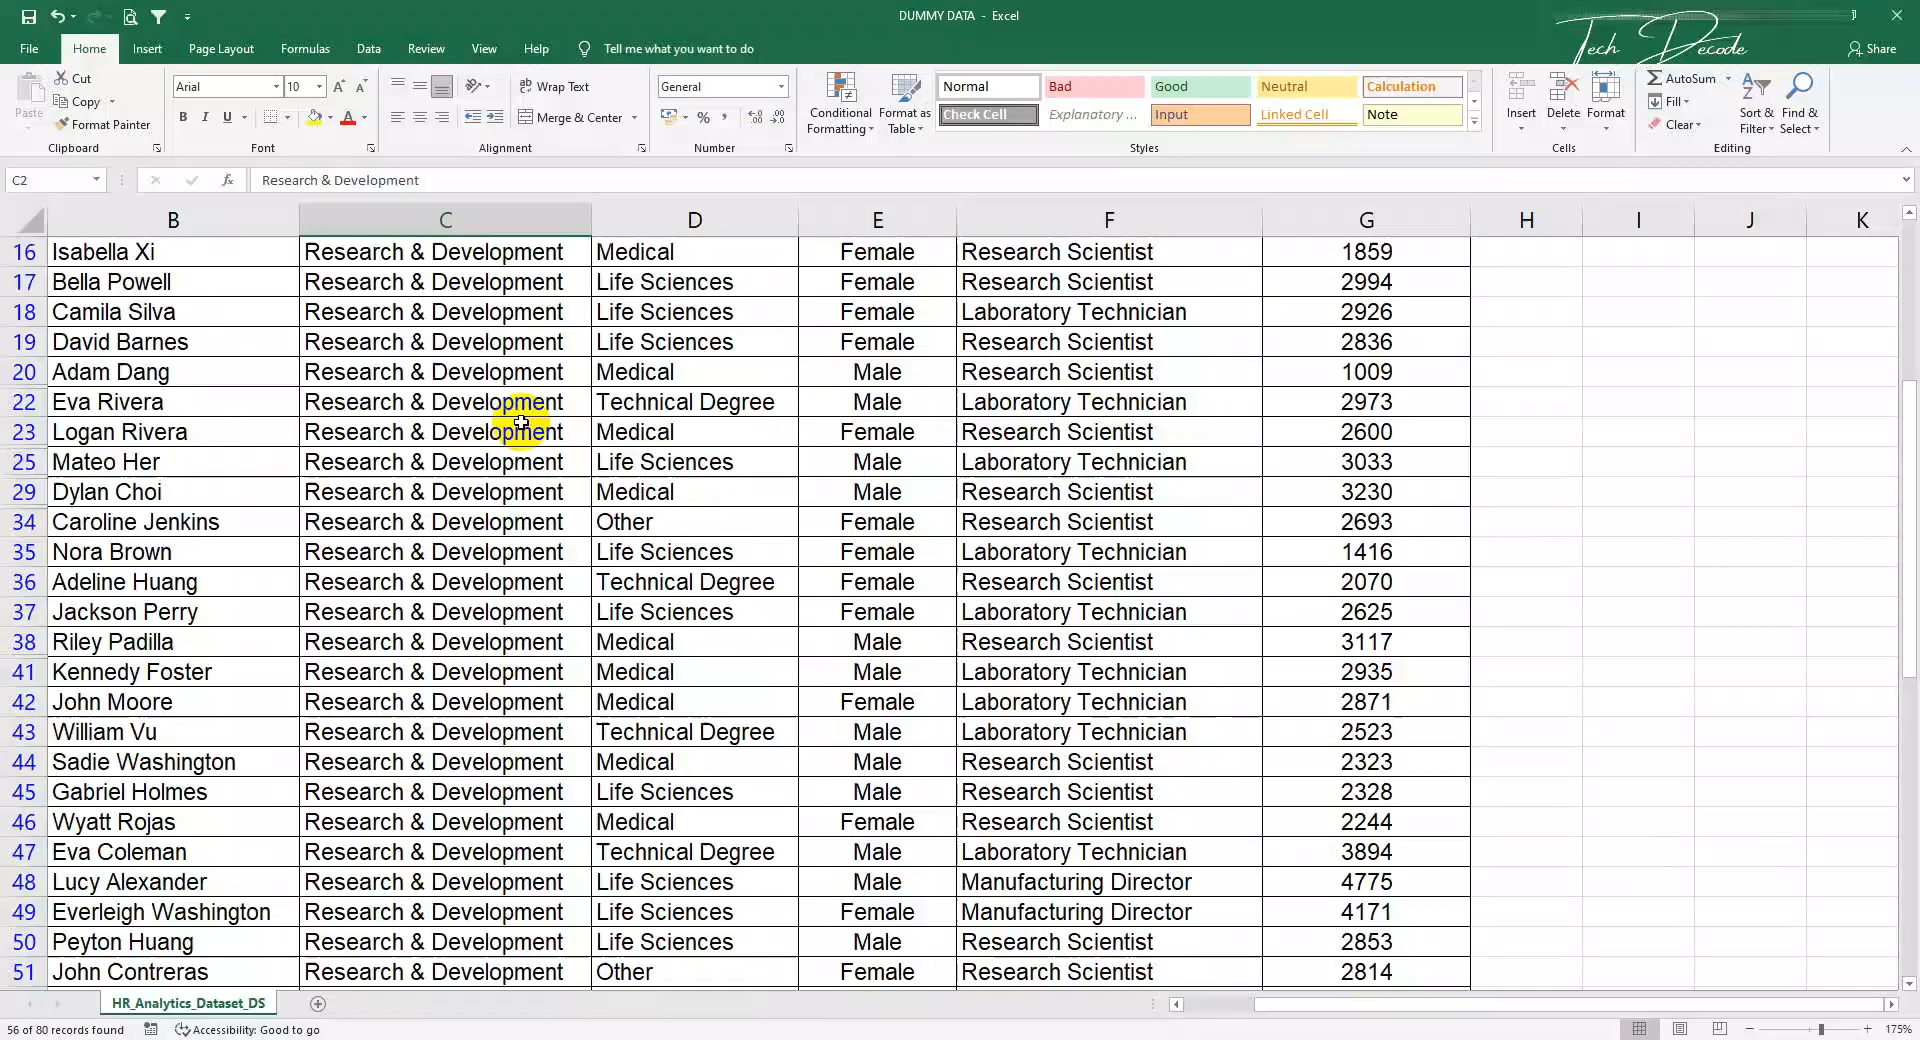 DUMMY DATA - Excel
Tech Decode
File Home Insert Page Layout Formulas Data Review View Help Tell me what you want to do Share
Paste Cut Copy Format Painter Clipboard
Arial 10 A A B I U A Font
Wrap Text Merge & Center Alignment
General % , Number
Conditional Formatting Format as Table Normal Bad Good Neutral Calculation
Check Cell Explanatory ... Input Linked Cell Note Styles
Insert Delete Format Cells
AutoSum Fill Clear Sort & Filter Find & Select Editing
C2 fx Research & Development
B C D E F G H I J K
16 Isabella Xi Research & Development Medical Female Research Scientist 1859
17 Bella Powell Research & Development Life Sciences Female Research Scientist 2994
18 Camila Silva Research & Development Life Sciences Female Laboratory Technician 2926
19 David Barnes Research & Development Life Sciences Female Research Scientist 2836
20 Adam Dang Research & Development Medical Male Research Scientist 1009
22 Eva Rivera Research & Development Technical Degree Male Laboratory Technician 2973
23 Logan Rivera Research & Development Medical Female Research Scientist 2600
25 Mateo Her Research & Development Life Sciences Male Laboratory Technician 3033
29 Dylan Choi Research & Development Medical Male Research Scientist 3230
34 Caroline Jenkins Research & Development Other Female Research Scientist 2693
35 Nora Brown Research & Development Life Sciences Female Laboratory Technician 1416
36 Adeline Huang Research & Development Technical Degree Female Research Scientist 2070
37 Jackson Perry Research & Development Life Sciences Female Laboratory Technician 2625
38 Riley Padilla Research & Development Medical Male Research Scientist 3117
41 Kennedy Foster Research & Development Medical Male Laboratory Technician 2935
42 John Moore Research & Development Medical Female Laboratory Technician 2871
43 William Vu Research & Development Technical Degree Male Laboratory Technician 2523
44 Sadie Washington Research & Development Medical Male Research Scientist 2323
45 Gabriel Holmes Research & Development Life Sciences Male Research Scientist 2328
46 Wyatt Rojas Research & Development Medical Female Research Scientist 2244
47 Eva Coleman Research & Development Technical Degree Male Laboratory Technician 3894
48 Lucy Alexander Research & Development Life Sciences Male Manufacturing Director 4775
49 Everleigh Washington Research & Development Life Sciences Female Manufacturing Director 4171
50 Peyton Huang Research & Development Life Sciences Male Research Scientist 2853
51 John Contreras Research & Development Other Female Research Scientist 2814
HR_Analytics_Dataset_DS
56 of 80 records found Accessibility: Good to go 175%